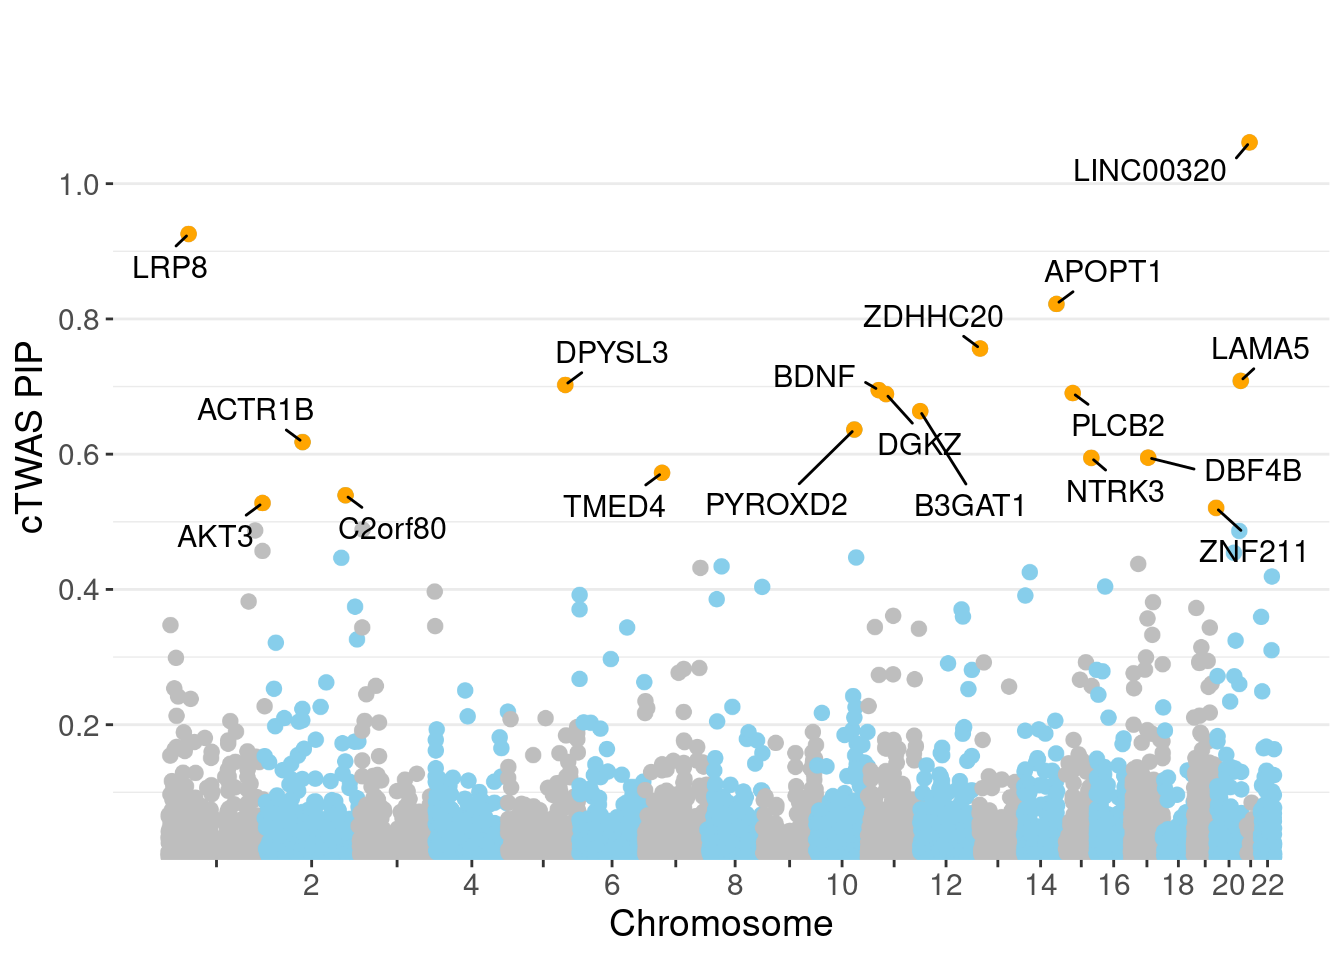 LINC00320
1.0
LRP8
APOPT1
0.8
ZDHHC20
LAMA5
DPYSL3
BDNF
ACTR1B
PLCB2
DGKZ
0.6
DBF4B
NTRK3
TMED4
PYROXD2
B3GAT1
C2orf80
AKT3
ZNF211
0.4
0.2
cTWAS PIP
2 4 6 8 10 12 14 16 18 20 22
Chromosome